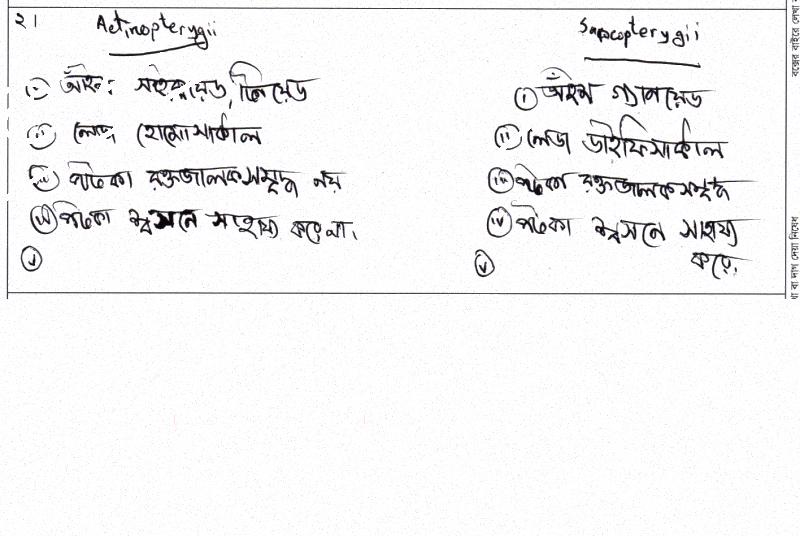 ২। Actinopterygii Sarcopterygii
(i) আঁইশ: সাইক্লয়েড, টিনয়েড (i) আঁইশ গ্যানয়েড
(ii) লেজ হোমোসার্কাল (ii) লেজ ডাইফিসার্কাল
(iii) পটকা রক্তজালকসমৃদ্ধ নয় (iii) পটকা রক্তজালকসমৃদ্ধ
(iv) পটকা শ্বসনে সাহায্য করে না। (iv) পটকা শ্বসনে সাহায্য
করে।
(v) (v)